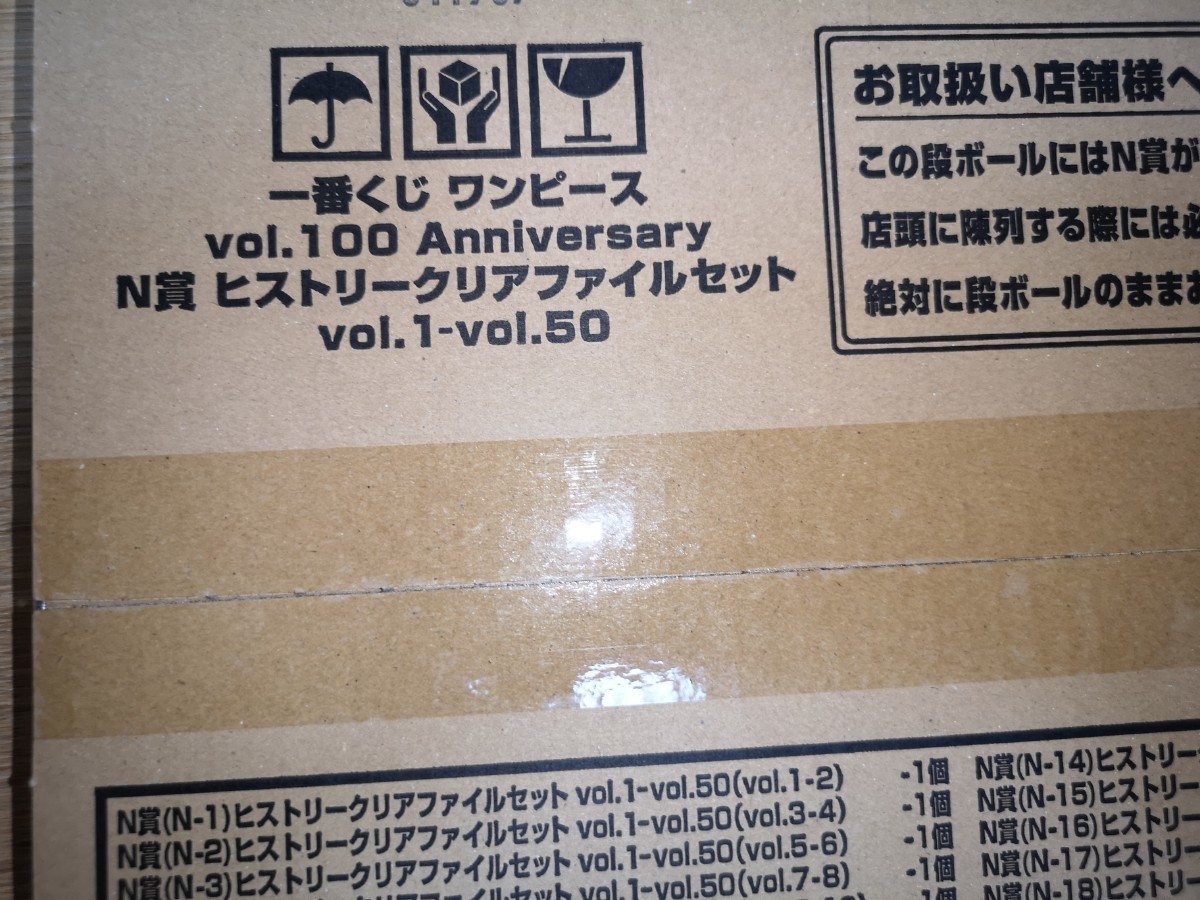 一番くじ ワンピース
vol.100 Anniversary
N賞 ヒストリークリアファイルセット
vol.1-vol.50
お取扱い店舗様へ
この段ボールにはN賞が
店頭に陳列する際には必
絶対に段ボールのままお
N賞(N-1)ヒストリークリアファイルセット vol.1-vol.50(vol.1-2) -1個
N賞(N-2)ヒストリークリアファイルセット vol.1-vol.50(vol.3-4) -1個
N賞(N-3)ヒストリークリアファイルセット vol.1-vol.50(vol.5-6) -1個
vol.1-vol.50(vol.7-8) -1個
N賞(N-14)ヒストリー
N賞(N-15)ヒストリー
N賞(N-16)ヒストリー
N賞(N-17)ヒストリー
N賞(N-18)ヒストリー